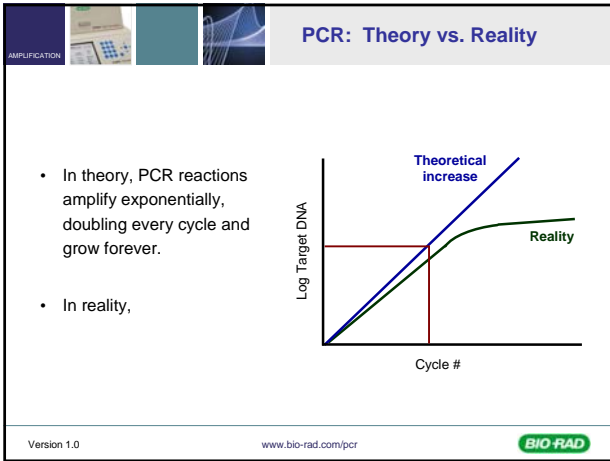 AMPLIFICATION
PCR: Theory vs. Reality
• In theory, PCR reactions
amplify exponentially,
doubling every cycle and
grow forever.
• In reality,
Theoretical
increase
Reality
Log Target DNA
Cycle #
Version 1.0
www.bio-rad.com/pcr
BIO-RAD